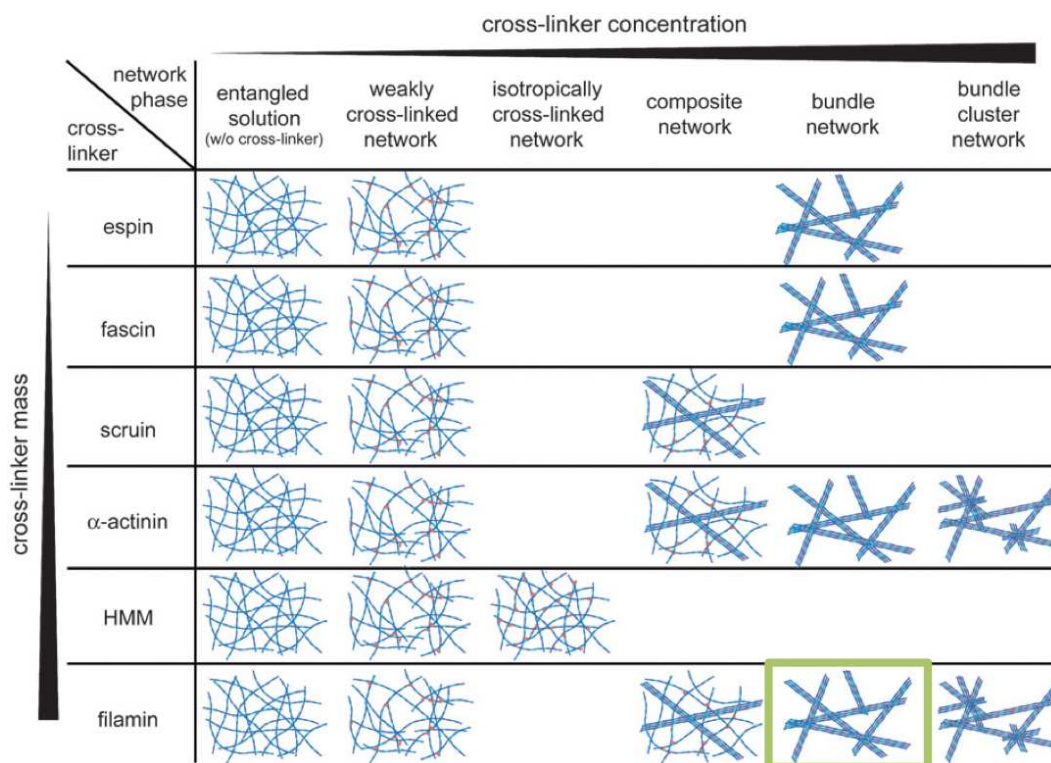 cross-linker concentration
network
phase
cross-
linker
entangled
solution
(w/o cross-linker)
weakly
cross-linked
network
isotropically
cross-linked
network
composite
network
bundle
network
bundle
cluster
network
cross-linker mass
espin
fascin
scruin
α-actinin
HMM
filamin